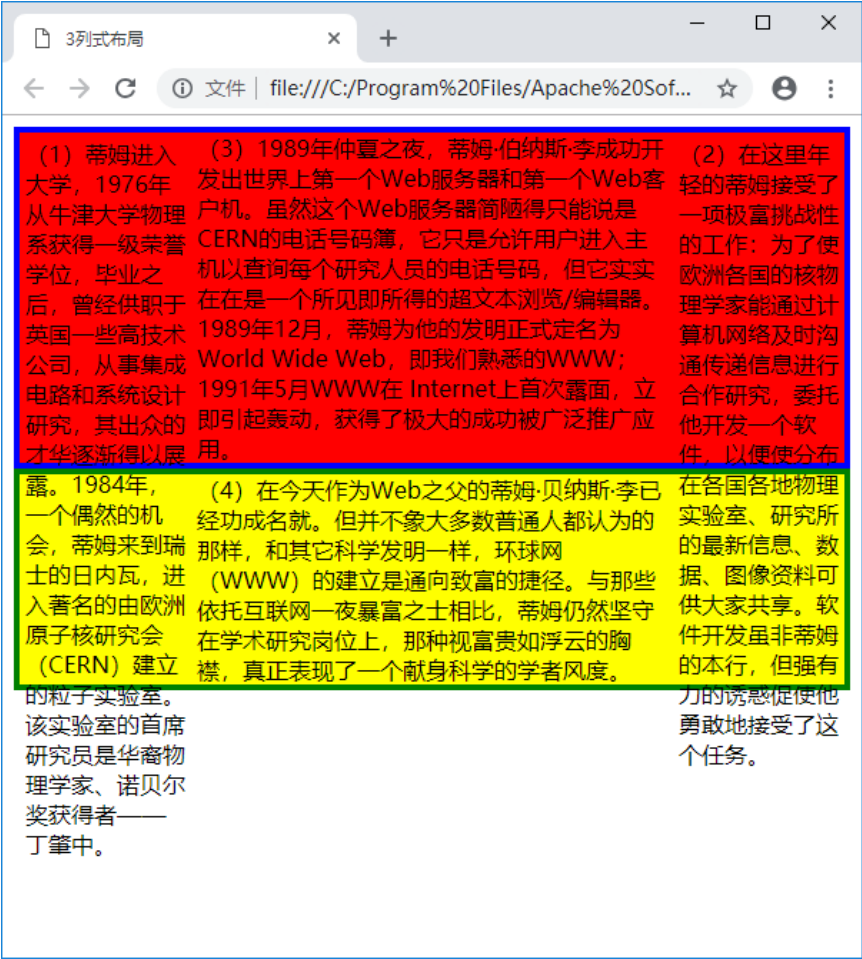 3列式布局
文件 file:///C:/Program%20Files/Apache%20Sof...
（1）蒂姆进入
大学，1976年
从牛津大学物理
系获得一级荣誉
学位，毕业之
后，曾经供职于
英国一些高技术
公司，从事集成
电路和系统设计
研究，其出众的
才华逐渐得以展
露。1984年，
一个偶然的机
会，蒂姆来到瑞
士的日内瓦，进
入著名的由欧洲
原子核研究会
（CERN）建立
的粒子实验室。
该实验室的首席
研究员是华裔物
理学家、诺贝尔
奖获得者——
丁肇中。
（3）1989年仲夏之夜，蒂姆·伯纳斯·李成功开
发出世界上第一个Web服务器和第一个Web客
户机。虽然这个Web服务器简陋得只能说是
CERN的电话号码簿，它只是允许用户进入主
机以查询每个研究人员的电话号码，但它实实
在在是一个所见即所得的超文本浏览/编辑器。
1989年12月，蒂姆为他的发明正式定名为
World Wide Web，即我们熟悉的WWW；
1991年5月WWW在 Internet上首次露面，立
即引起轰动，获得了极大的成功被广泛推广应
用。
（4）在今天作为Web之父的蒂姆·贝纳斯·李已
经功成名就。但并不象大多数普通人都认为的
那样，和其它科学发明一样，环球网
（WWW）的建立是通向致富的捷径。与那些
依托互联网一夜暴富之士相比，蒂姆仍然坚守
在学术研究岗位上，那种视富贵如浮云的胸
襟，真正表现了一个献身科学的学者风度。
（2）在这里年
轻的蒂姆接受了
一项极富挑战性
的工作：为了使
欧洲各国的核物
理学家能通过计
算机网络及时沟
通传递信息进行
合作研究，委托
他开发一个软
件，以便使分布
在各国各地物理
实验室、研究所
的最新信息、数
据、图像资料可
供大家共享。软
件开发虽非蒂姆
的本行，但强有
力的诱惑促使他
勇敢地接受了这
个任务。